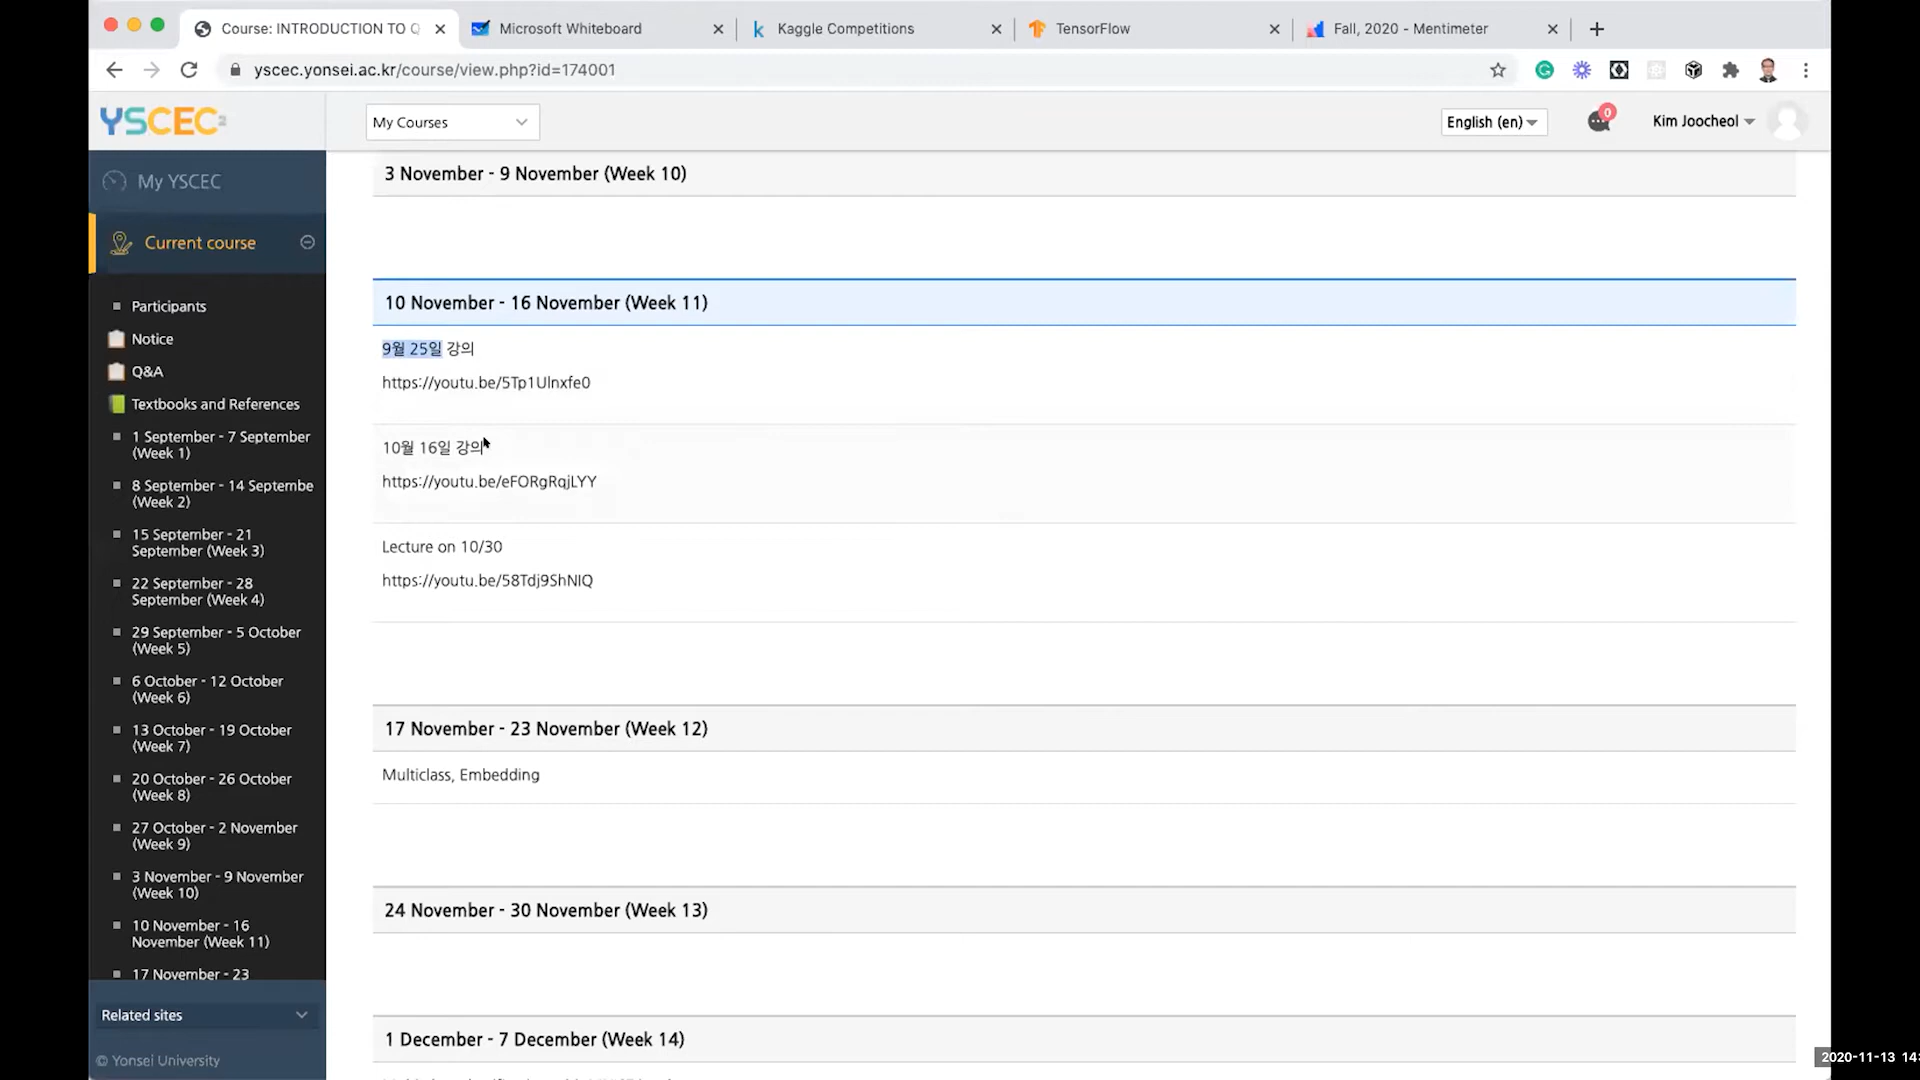 Course: INTRODUCTION TO Q
Microsoft Whiteboard
Kaggle Competitions
TensorFlow
Fall, 2020 - Mentimeter
yscec.yonsei.ac.kr/course/view.php?id=174001
YSCEC2
My Courses
English (en)
0
Kim Joocheol
My YSCEC
Current course
Participants
Notice
Q&A
Textbooks and References
1 September - 7 September
(Week 1)
8 September - 14 Septembe
(Week 2)
15 September - 21
September (Week 3)
22 September - 28
September (Week 4)
29 September - 5 October
(Week 5)
6 October - 12 October
(Week 6)
13 October - 19 October
(Week 7)
20 October - 26 October
(Week 8)
27 October - 2 November
(Week 9)
3 November - 9 November
(Week 10)
10 November - 16
November (Week 11)
17 November - 23
Related sites
© Yonsei University
3 November - 9 November (Week 10)
10 November - 16 November (Week 11)
9월 25일 강의
https://youtu.be/5Tp1Ulnxfe0
10월 16일 강의
https://youtu.be/eFORgRqjLYY
Lecture on 10/30
https://youtu.be/58Tdj9ShNIQ
17 November - 23 November (Week 12)
Multiclass, Embedding
24 November - 30 November (Week 13)
1 December - 7 December (Week 14)
2020-11-13 14: